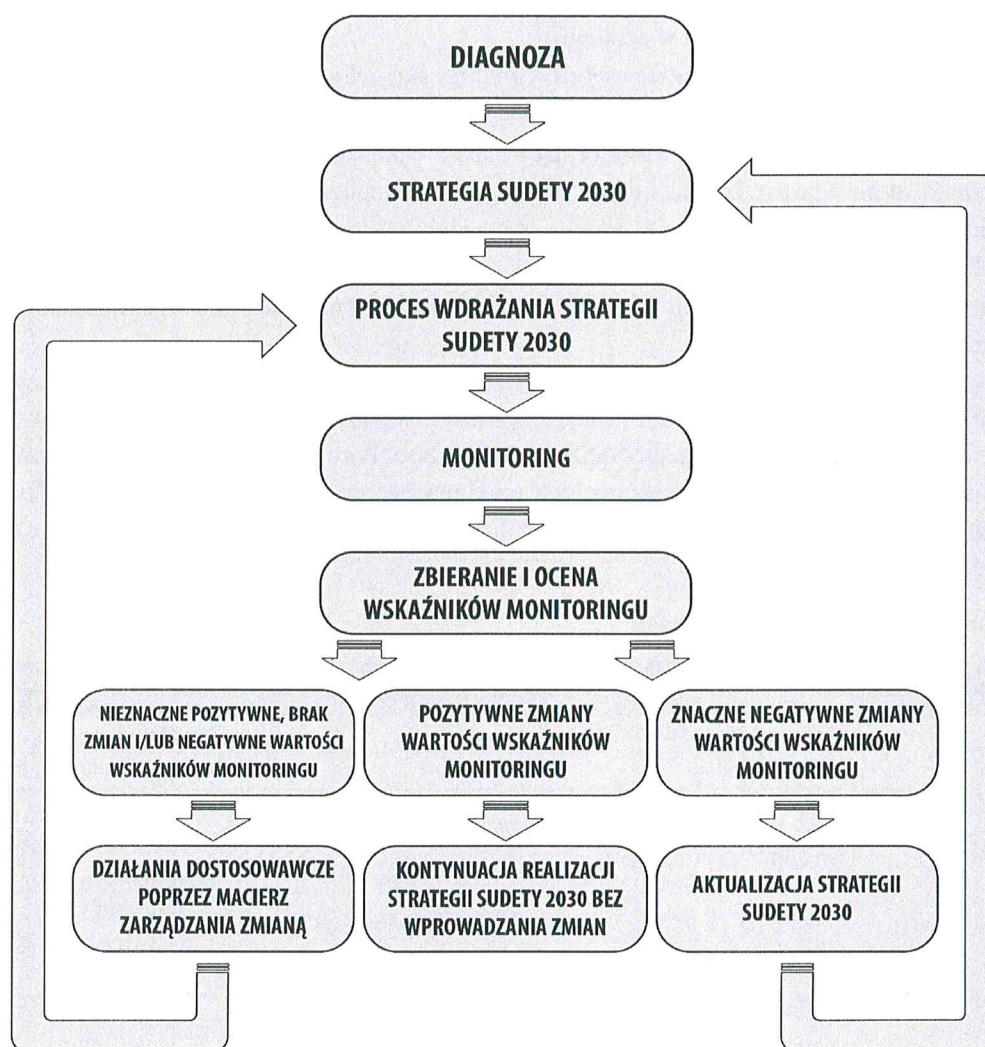 DIAGNOZA
STRATEGIA SUDETY 2030
PROCES WDRAŻANIA STRATEGII
SUDETY 2030
MONITORING
ZBIERANIE I OCENA
WSKAŹNIKÓW MONITORINGU
NIEZNACZNE POZYTYWNE, BRAK
ZMIAN I/LUB NEGATYWNE WARTOŚCI
WSKAŹNIKÓW MONITORINGU
POZYTYWNE ZMIANY
WARTOŚCI WSKAŹNIKÓW
MONITORINGU
ZNACZNE NEGATYWNE ZMIANY
WARTOŚCI WSKAŹNIKÓW
MONITORINGU
DZIAŁANIA DOSTOSOWAWCZE
POPRZEZ MACIERZ
ZARZĄDZANIA ZMIANĄ
KONTYNUACJA REALIZACJI
STRATEGII SUDETY 2030 BEZ
WPROWADZANIA ZMIAN
AKTUALIZACJA STRATEGII
SUDETY 2030